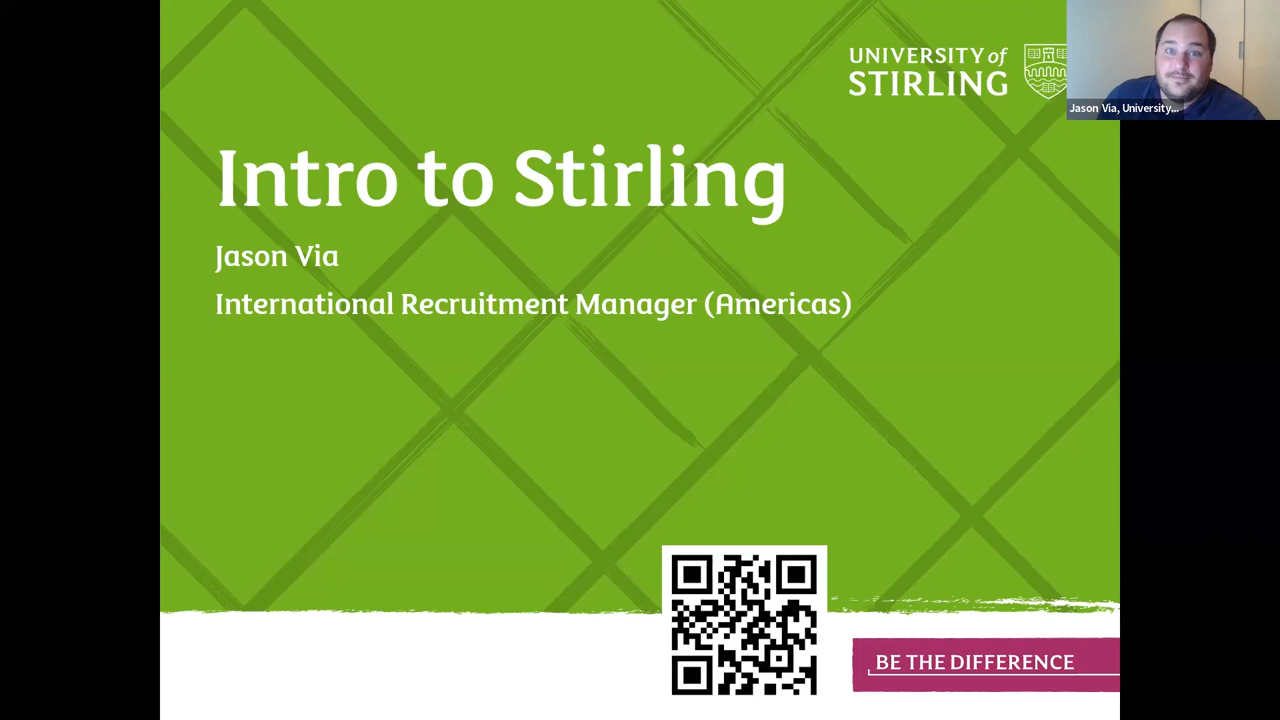 UNIVERSITY of
STIRLING
Jason Via, University...
Intro to Stirling
Jason Via
International Recruitment Manager (Americas)
BE THE DIFFERENCE